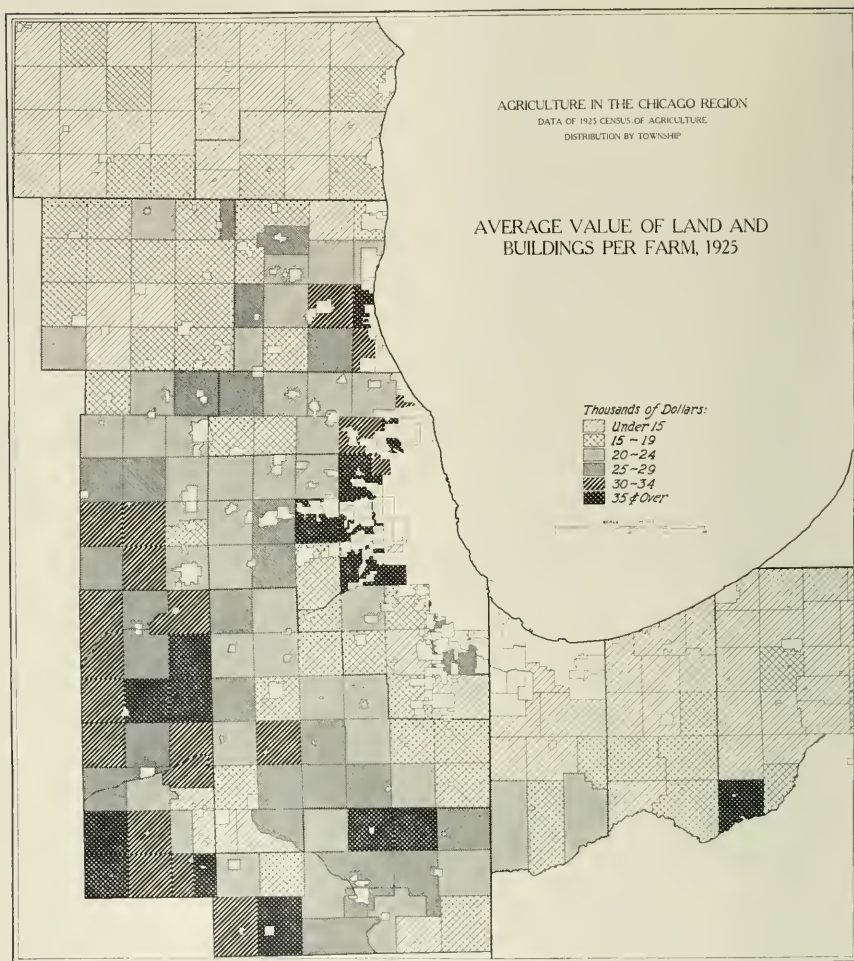 AGRICULTURE IN THE CHICAGO REGION
DATA OF 1925 CENSUS OF AGRICULTURE
DISTRIBUTION BY TOWNSHIP
AVERAGE VALUE OF LAND AND
BUILDINGS PER FARM, 1925
Thousands of Dollars:
Under 15
15 ~ 19
20 ~ 24
25 ~ 29
30 ~ 34
35 & Over
SCALE